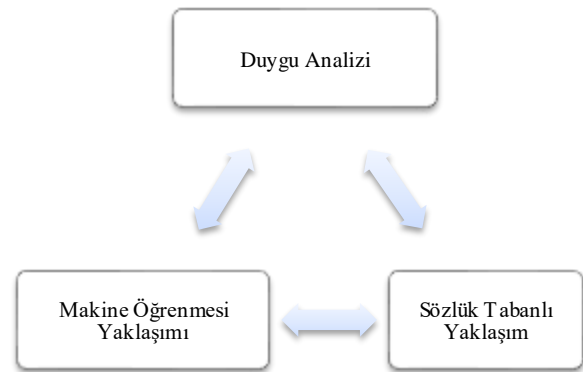 Duygu Analizi
Makine Öğrenmesi
Yaklaşımı
Sözlük Tabanlı
Yaklaşım